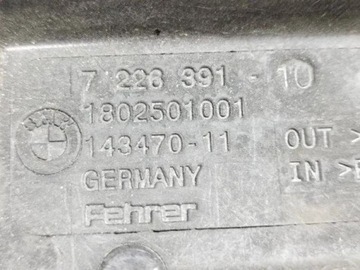 7 228 391 - 10
1802501001
143470-11
OUT >
GERMANY
IN >
Fehrer